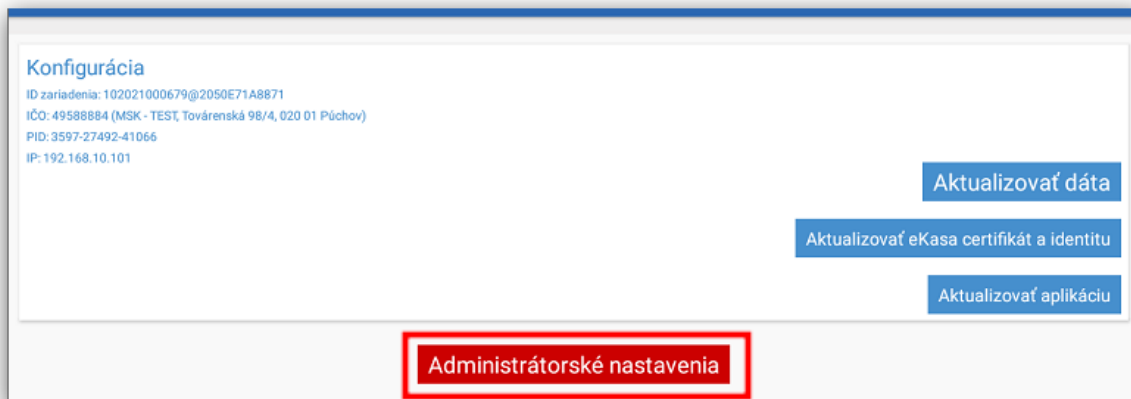 Konfigurácia
ID zariadenia: 102021000679@2050E71A8871
IČO: 49588884 (MSK - TEST, Továrenská 98/4, 020 01 Púchov)
PID: 3597-27492-41066
IP: 192.168.10.101
Aktualizovať dáta
Aktualizovať eKasa certifikát a identitu
Aktualizovať aplikáciu
Administrátorské nastavenia